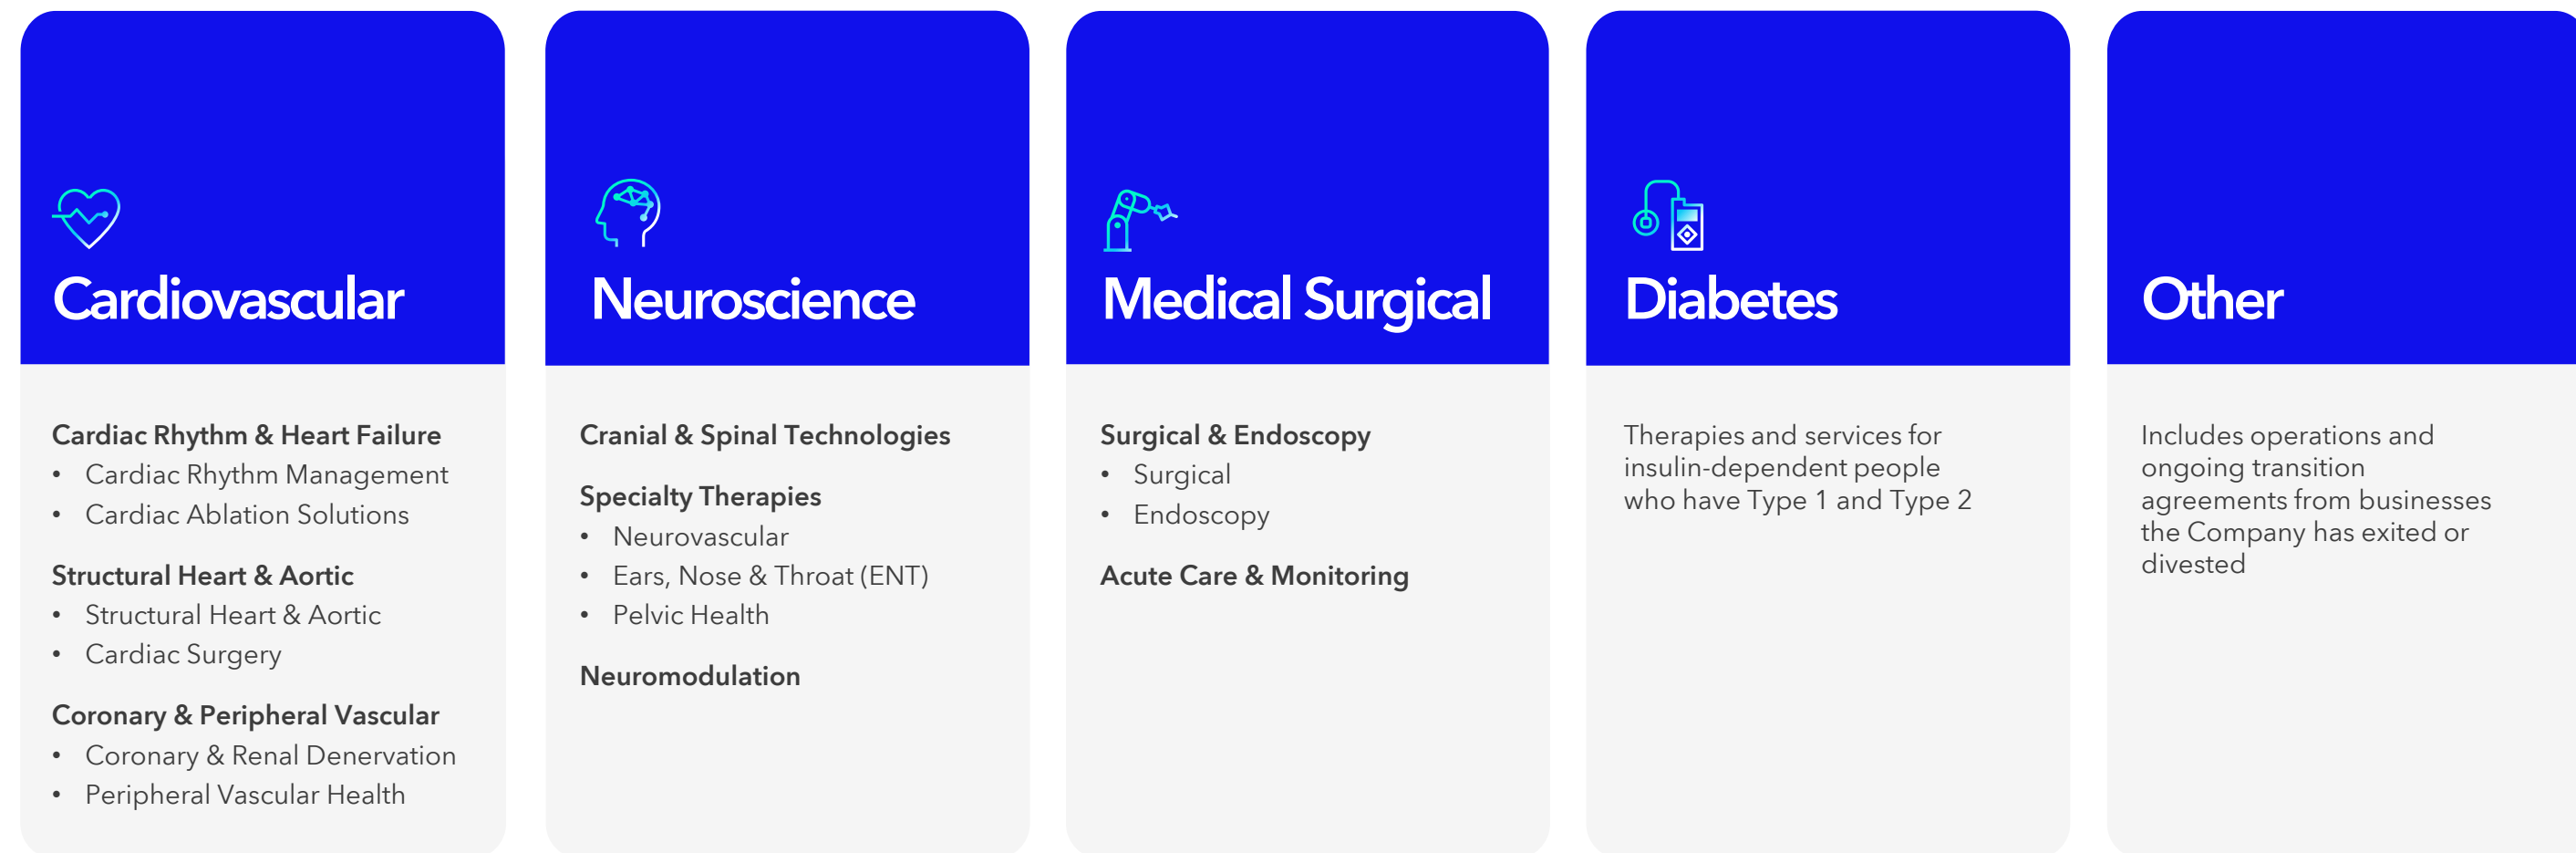 Cardiovascular
Cardiac Rhythm & Heart Failure
• Cardiac Rhythm Management
• Cardiac Ablation Solutions
Structural Heart & Aortic
• Structural Heart & Aortic
• Cardiac Surgery
Coronary & Peripheral Vascular
• Coronary & Renal Denervation
• Peripheral Vascular Health
Neuroscience
Cranial & Spinal Technologies
Specialty Therapies
• Neurovascular
• Ears, Nose & Throat (ENT)
• Pelvic Health
Neuromodulation
Medical Surgical
Surgical & Endoscopy
• Surgical
• Endoscopy
Acute Care & Monitoring
Diabetes
Therapies and services for
insulin-dependent people
who have Type 1 and Type 2
Other
Includes operations and
ongoing transition
agreements from businesses
the Company has exited or
divested